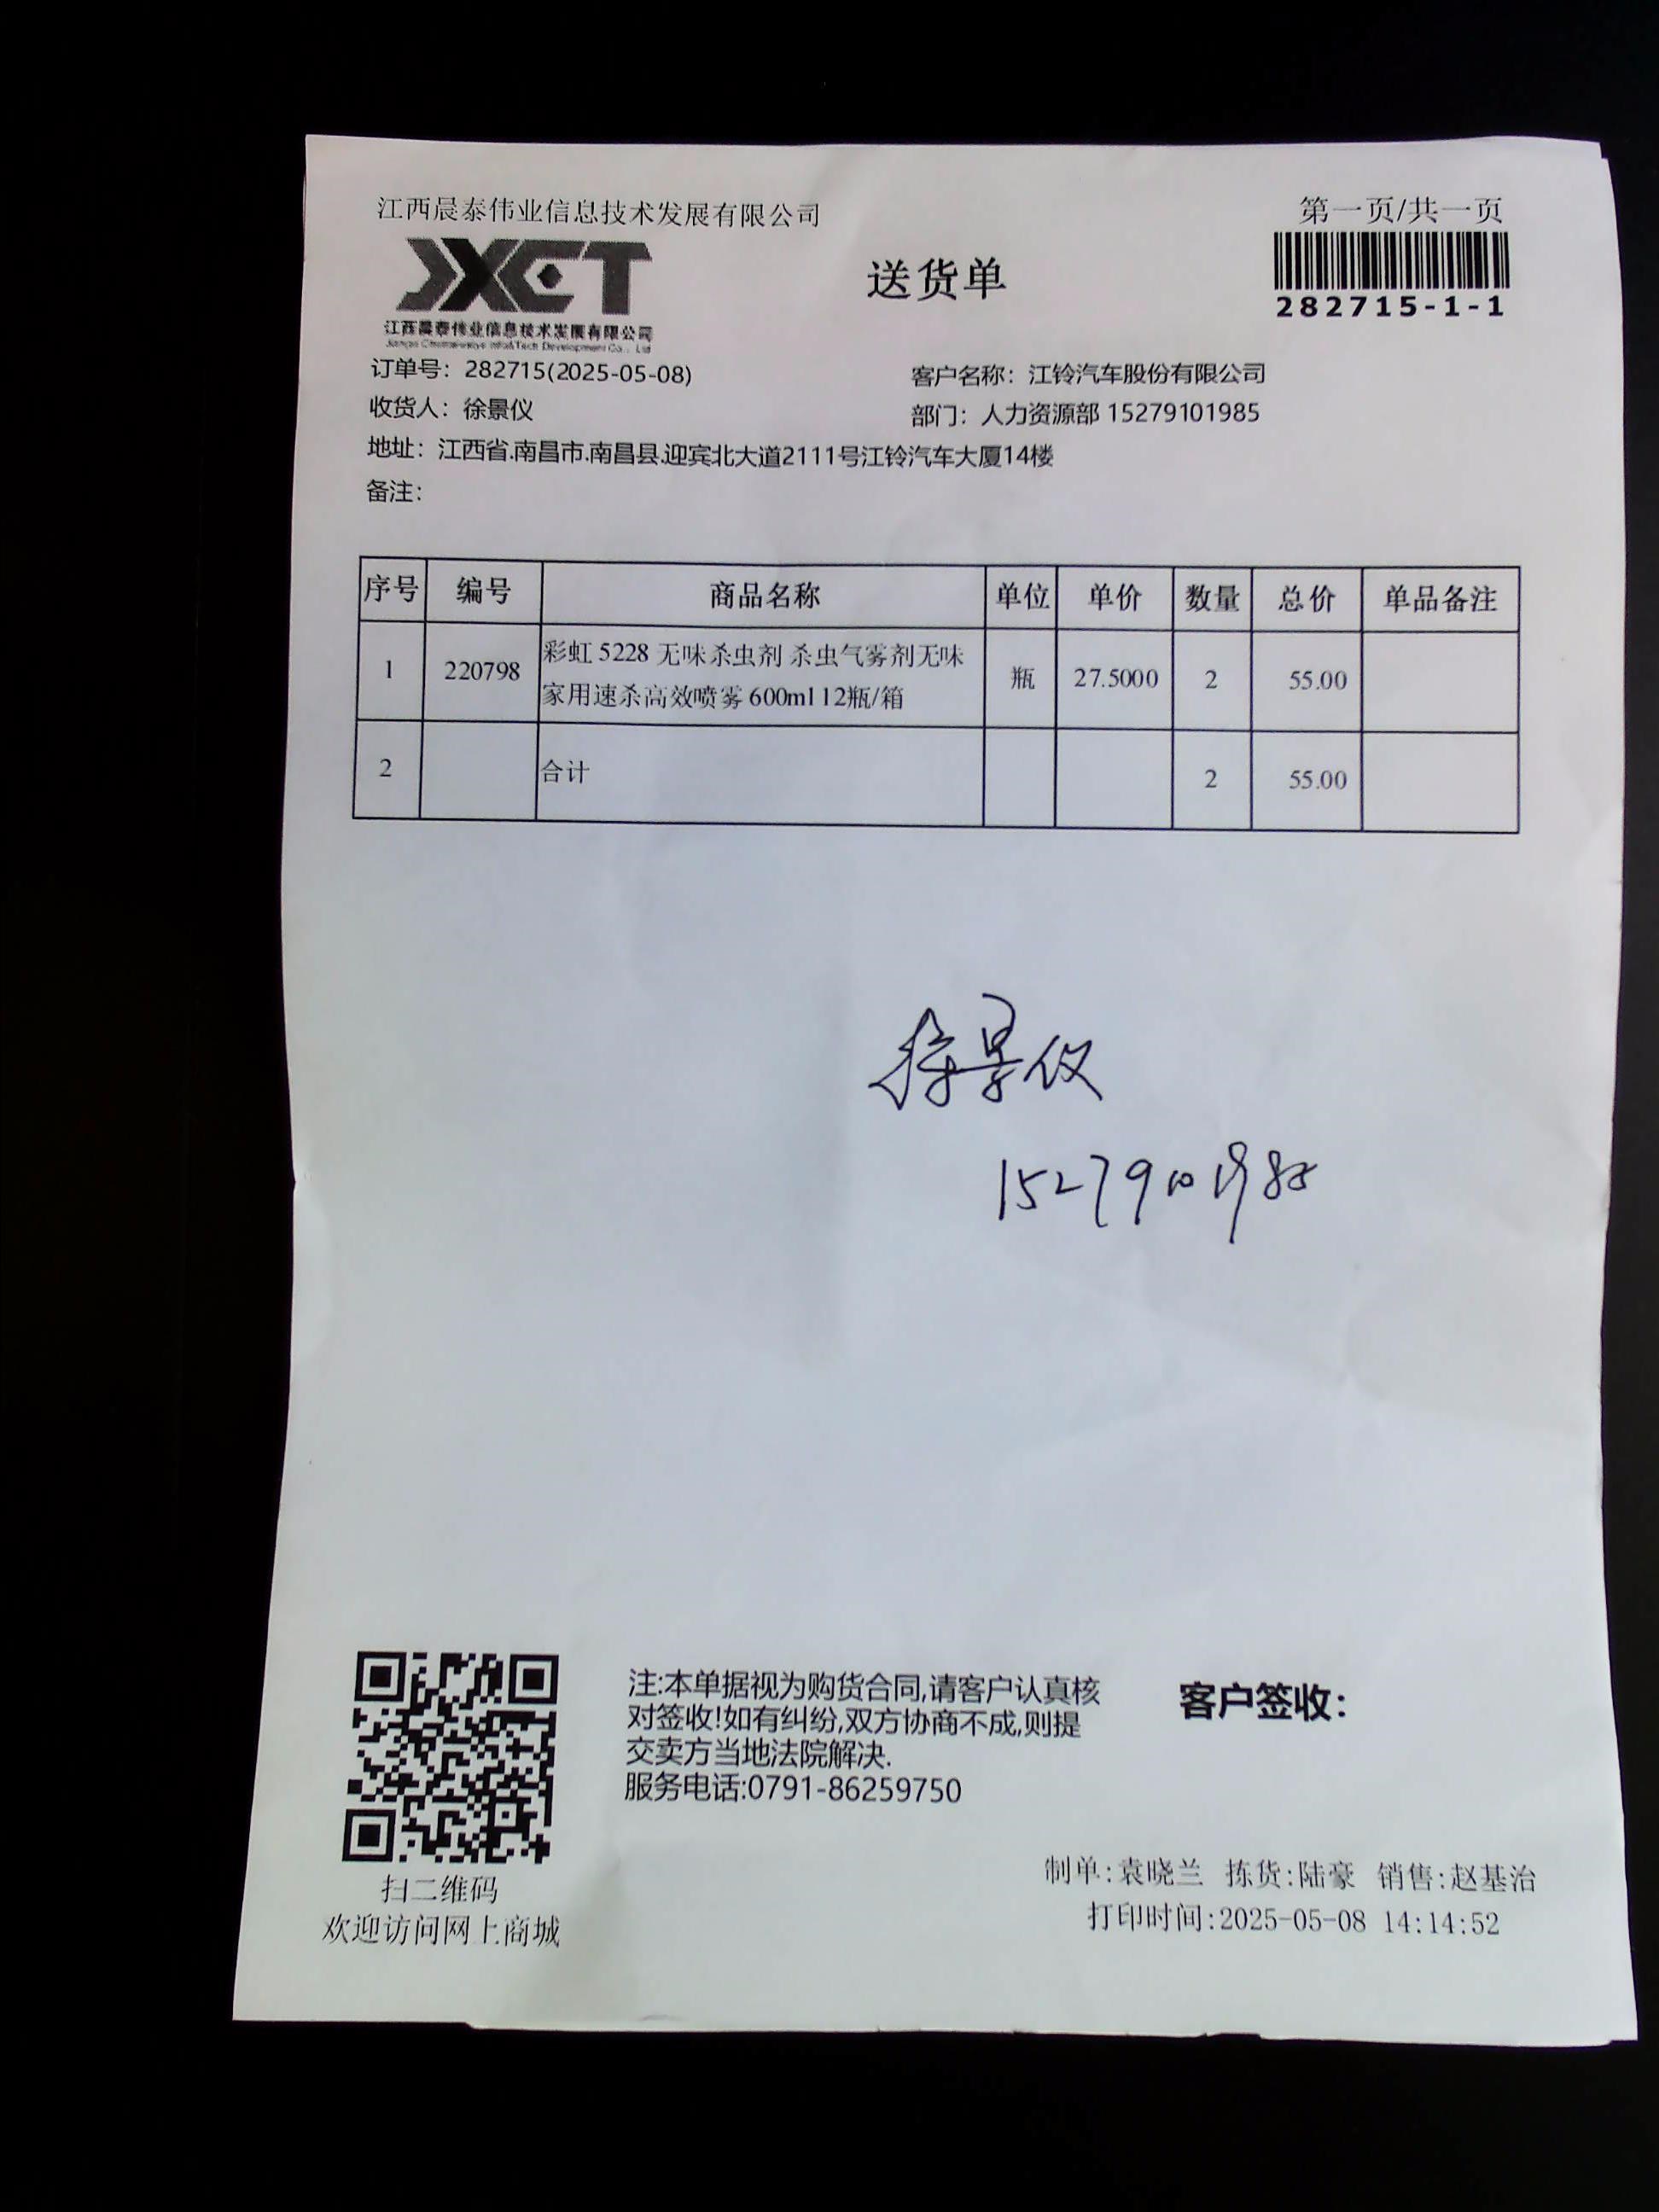 江西晨泰伟业信息技术发展有限公司
第一页/共一页
JXCT
江西晨泰伟业信息技术发展有限公司
送货单
282715-1-1
订单号：282715(2025-05-08)
客户名称：江铃汽车股份有限公司
收货人：徐景仪
部门：人力资源部 15279101985
地址：江西省.南昌市.南昌县.迎宾北大道2111号江铃汽车大厦14楼
备注：
序号 编号 商品名称 单位 单价 数量 总价 单品备注
1 220798 彩虹 5228 无味杀虫剂 杀虫气雾剂无味 瓶 27.5000 2 55.00
家用速杀高效喷雾 600ml 12瓶/箱
2 合计 2 55.00
徐景仪
15279101985
注:本单据视为购货合同,请客户认真核
对签收!如有纠纷,双方协商不成,则提
交卖方当地法院解决.
服务电话:0791-86259750
客户签收：
扫二维码
欢迎访问网上商城
制单:袁晓兰 拣货:陆豪 销售:赵基治
打印时间:2025-05-08 14:14:52